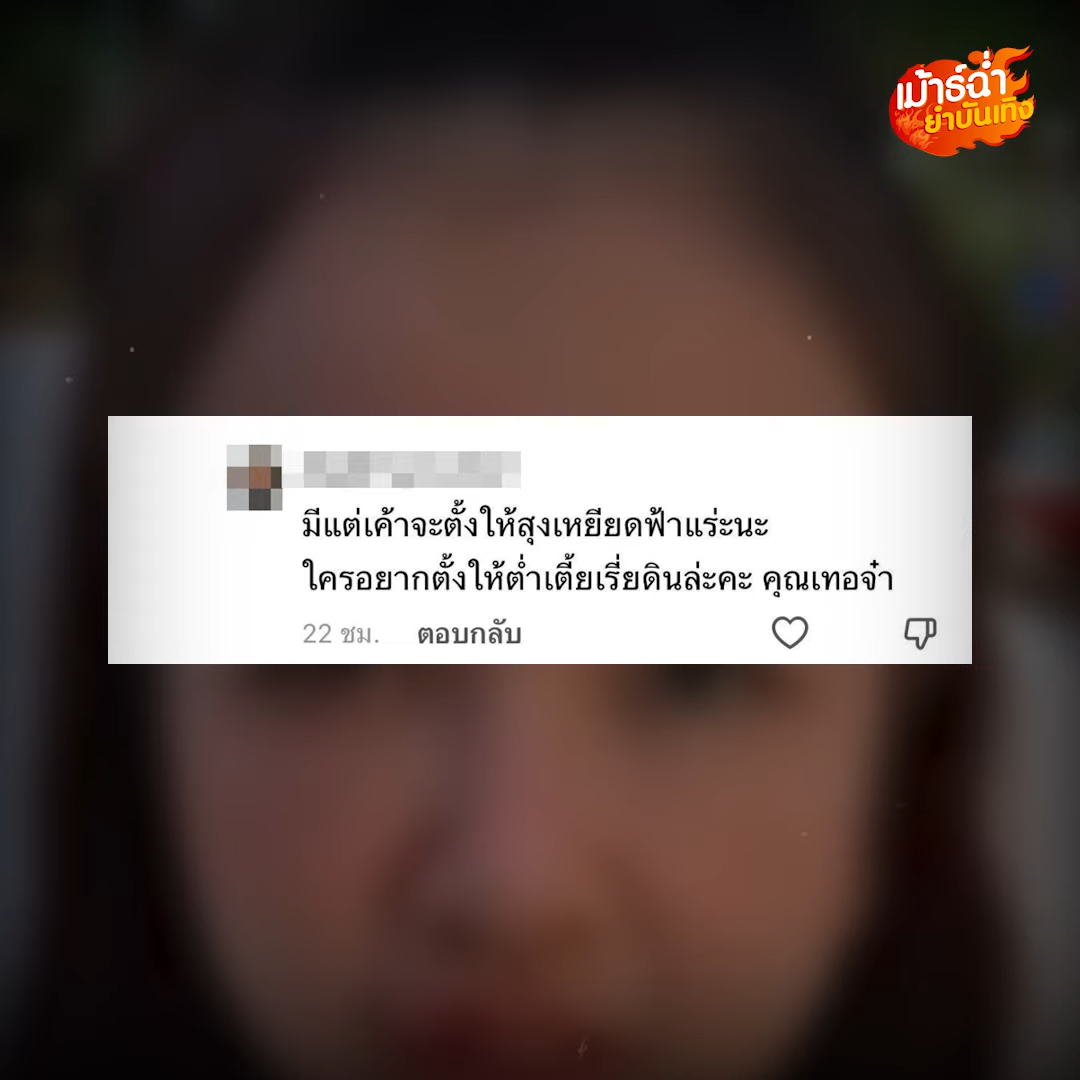 เม้าธ์ฉ่ำ
ยำบันเทิง
มีแต่เค้าจะตั้งให้สุงเหยียดฟ้าแร่ะนะ
ใครอยากตั้งให้ต่ำเตี้ยเรี่ยดินล่ะคะ คุณเทอจ๋า
22 ชม. ตอบกลับ